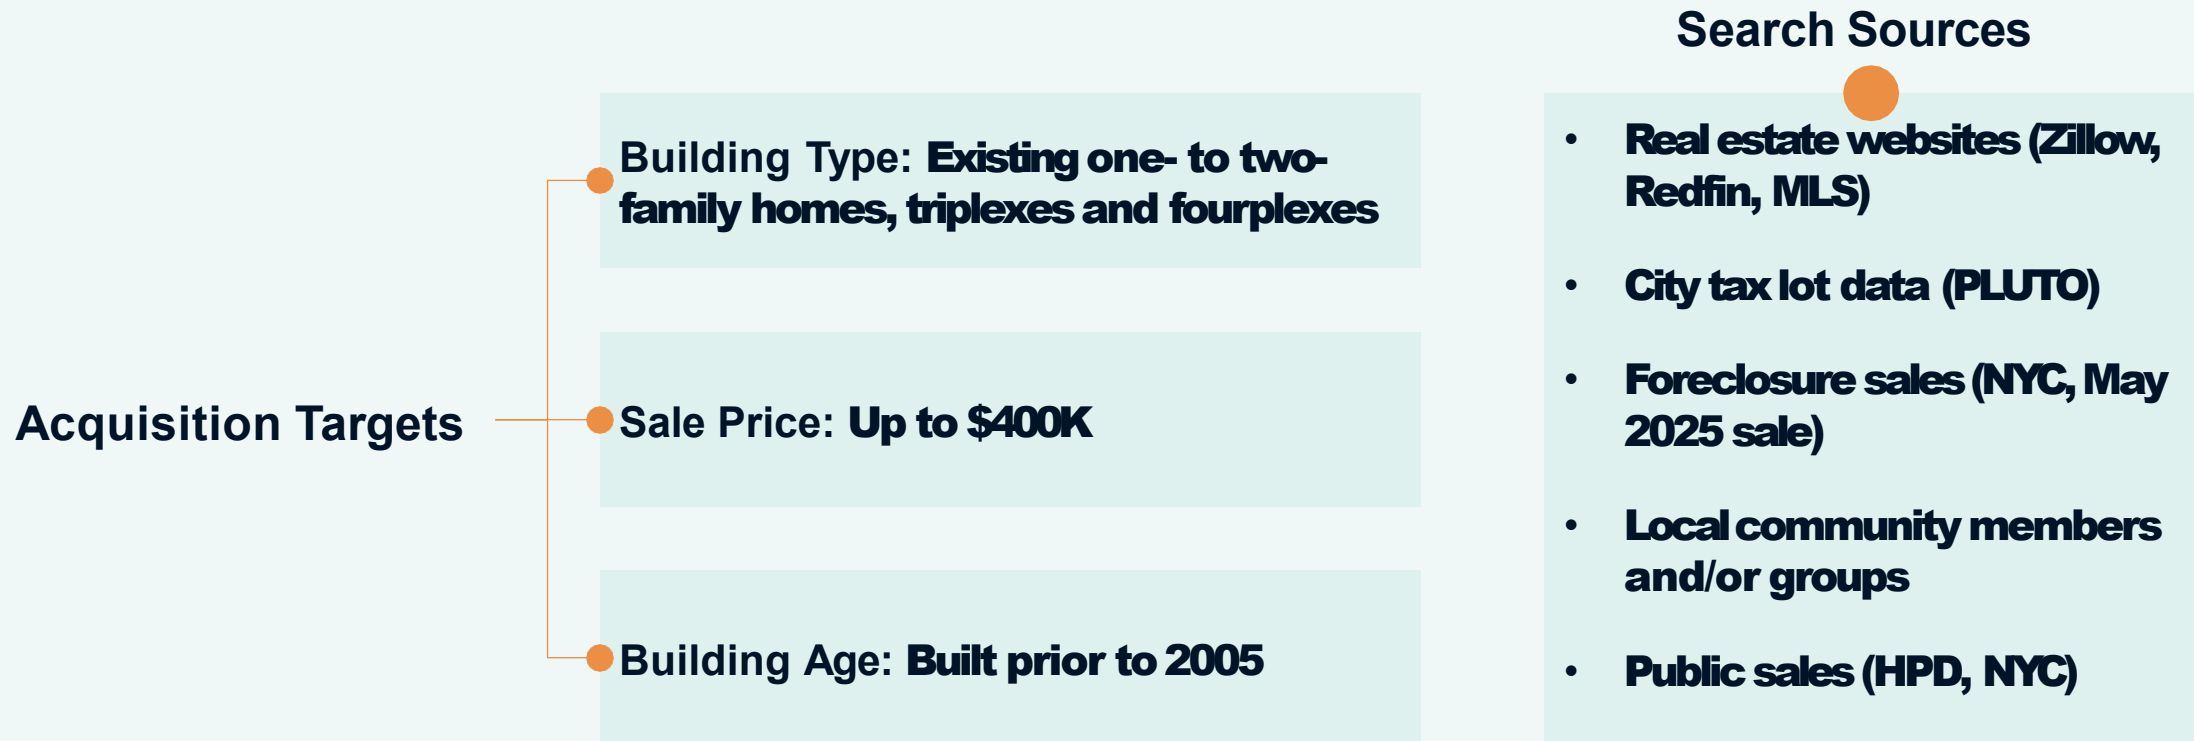 Acquisition Targets
Building Type: Existing one- to two-
family homes, triplexes and fourplexes
Sale Price: Up to $400K
Building Age: Built prior to 2005
Search Sources
• Real estate websites (Zillow,
Redfin, MLS)
• City tax lot data (PLUTO)
• Foreclosure sales (NYC, May
2025 sale)
• Local community members
and/or groups
• Public sales (HPD, NYC)